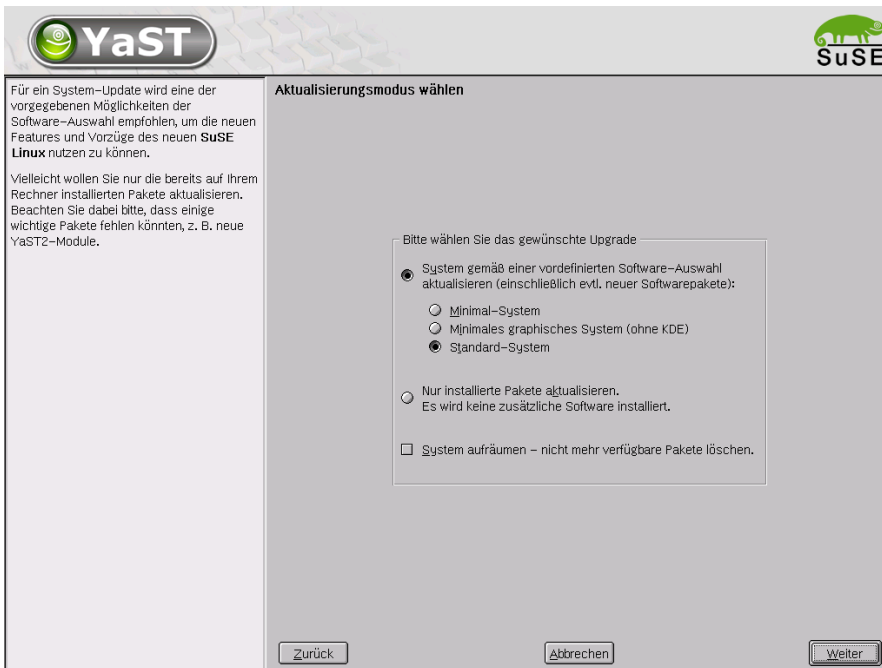 YaST
SuSE
Für ein System-Update wird eine der
vorgegebenen Möglichkeiten der
Software-Auswahl empfohlen, um die neuen
Features und Vorzüge des neuen SuSE
Linux nutzen zu können.
Vielleicht wollen Sie nur die bereits auf Ihrem
Rechner installierten Pakete aktualisieren.
Beachten Sie dabei bitte, dass einige
wichtige Pakete fehlen könnten, z. B. neue
YaST2-Module.
Aktualisierungsmodus wählen
Bitte wählen Sie das gewünschte Upgrade
System gemäß einer vordefinierten Software-Auswahl
aktualisieren (einschließlich evtl. neuer Softwarepakete):
Minimal-System
Minimales graphisches System (ohne KDE)
Standard-System
Nur installierte Pakete aktualisieren.
Es wird keine zusätzliche Software installiert.
System aufräumen - nicht mehr verfügbare Pakete löschen.
Zurück
Abbrechen
Weiter